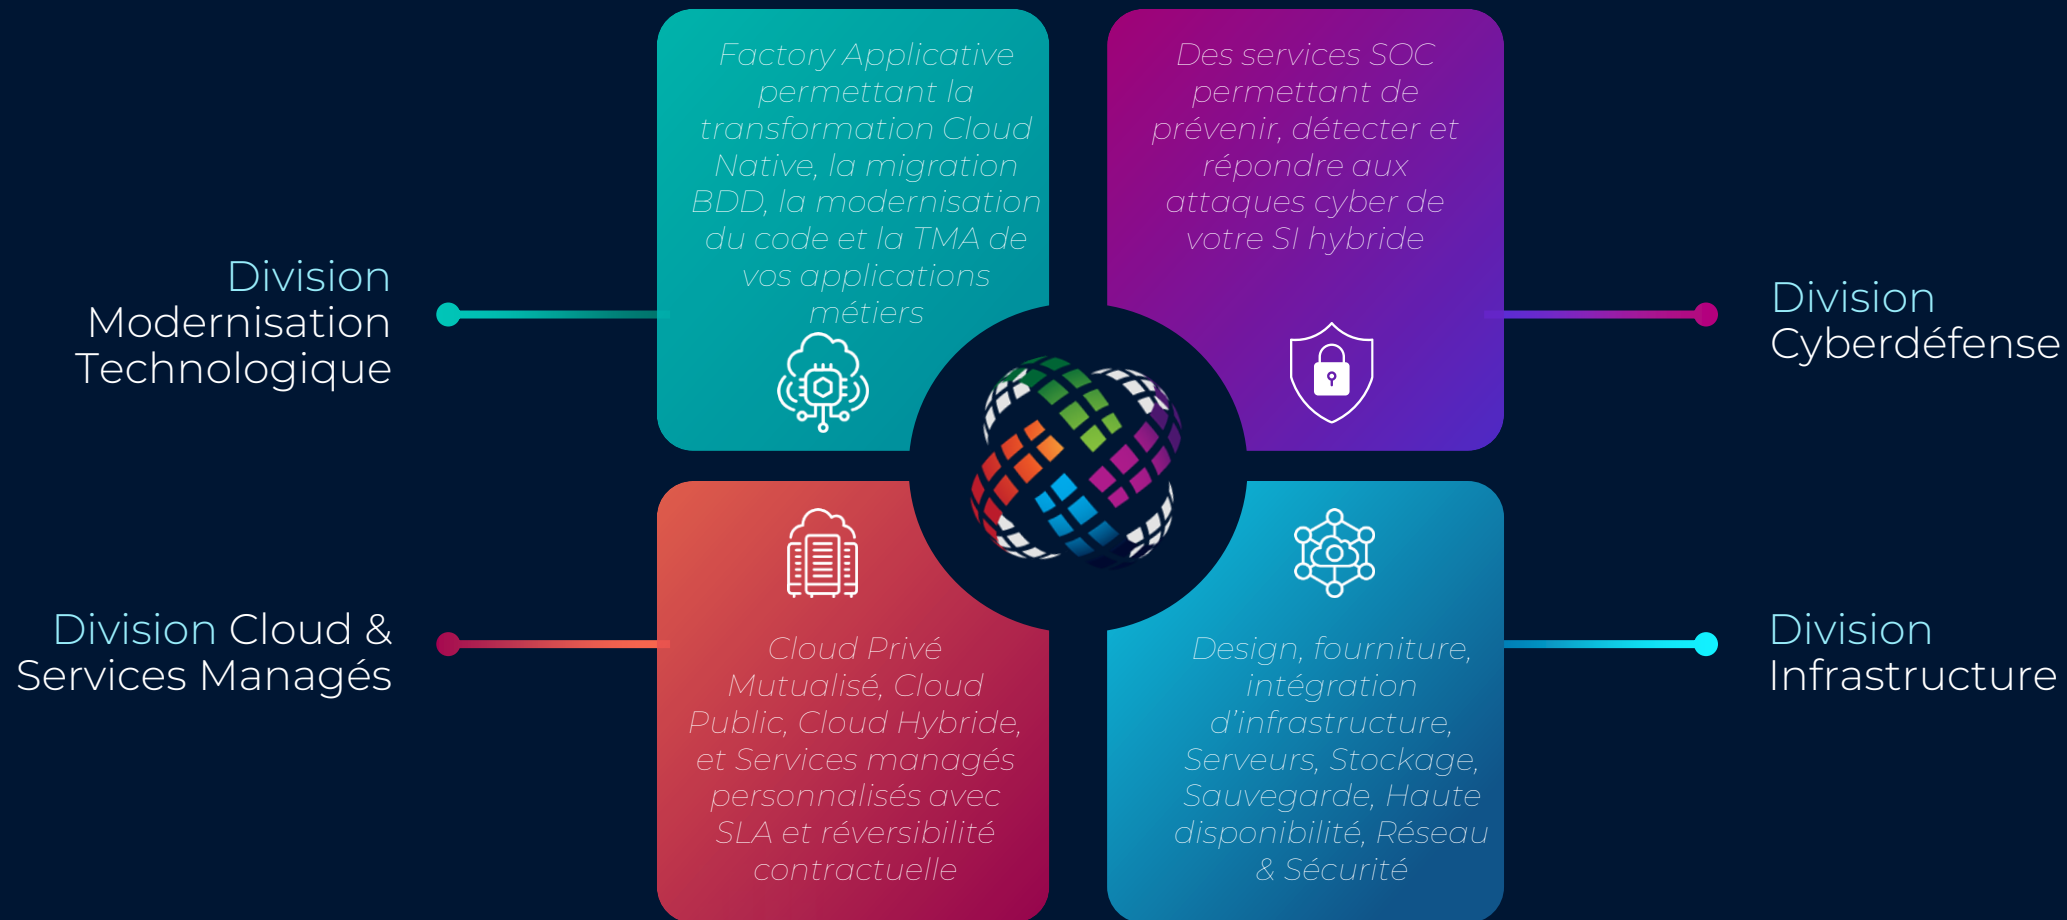 Factory Applicative
permettant la
transformation Cloud
Native, la migration
BDD, la modernisation
du code et la TMA de
vos applications
métiers
Des services SOC
permettant de
prévenir, détecter et
répondre aux
attaques cyber de
votre SI hybride
Division
Modernisation
Technologique
Division
Cyberdéfense
Division Cloud &
Services Managés
Cloud Privé
Mutualisé, Cloud
Public, Cloud Hybride,
et Services managés
personnalisés avec
SLA et réversibilité
contractuelle
Design, fourniture,
intégration
d’infrastructure,
Serveurs, Stockage,
Sauvegarde, Haute
disponibilité, Réseau
& Sécurité
Division
Infrastructure